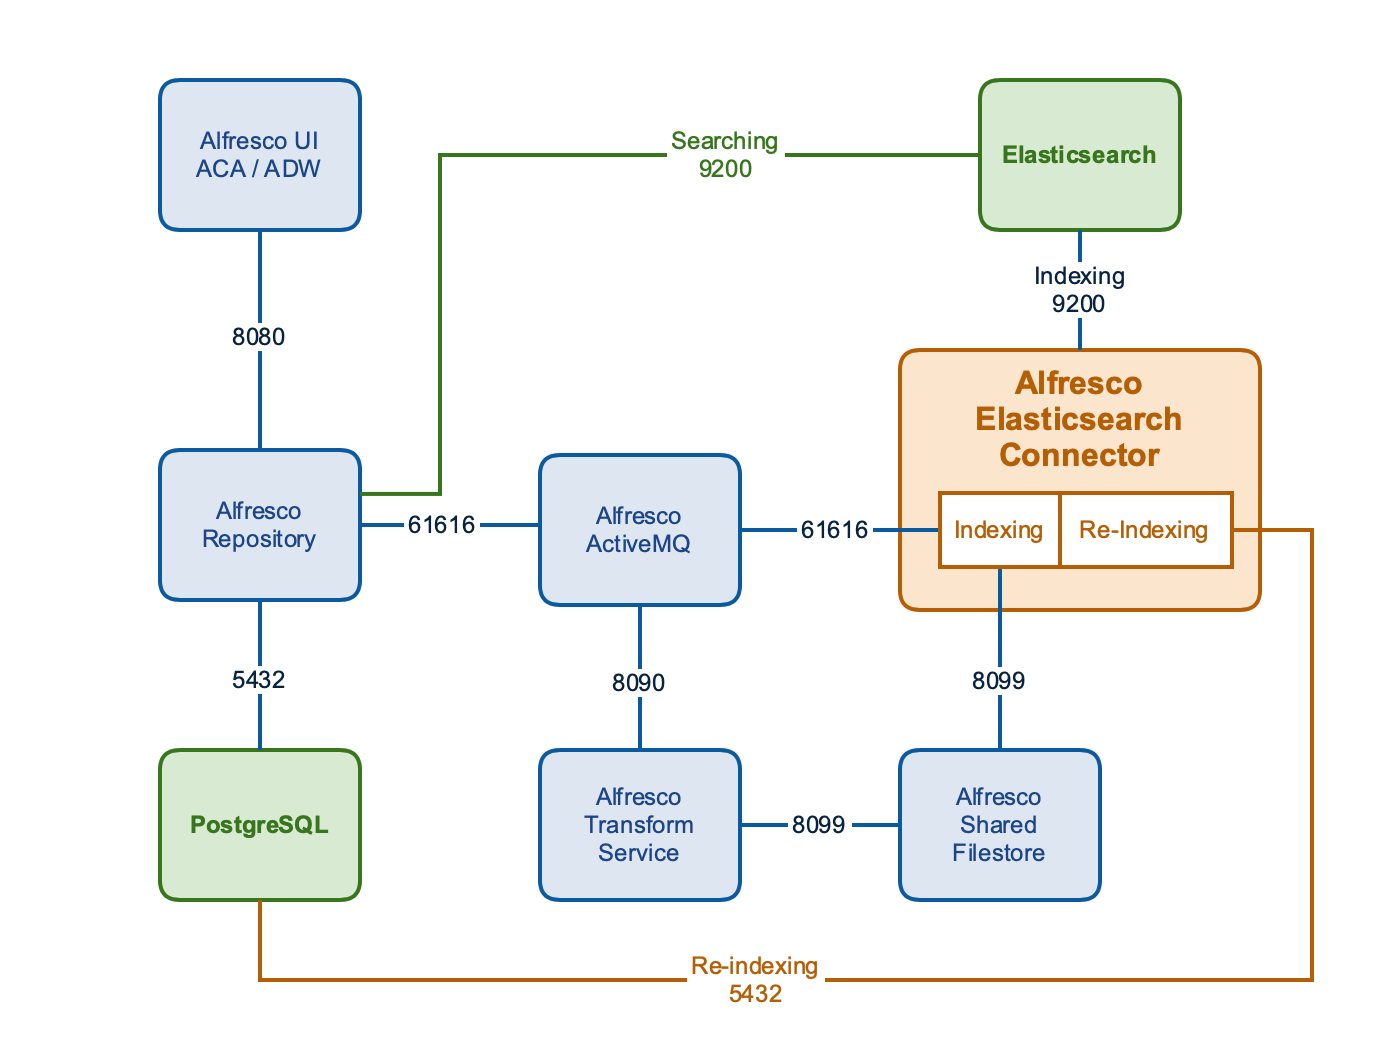 Alfresco UI
ACA / ADW
Searching
9200
Elasticsearch
Indexing
9200
8080
Alfresco
Elasticsearch
Connector
Alfresco
Repository
61616
Alfresco
ActiveMQ
61616
Indexing
Re-Indexing
5432
8090
8099
PostgreSQL
Alfresco
Transform
Service
8099
Alfresco
Shared
Filestore
Re-indexing
5432